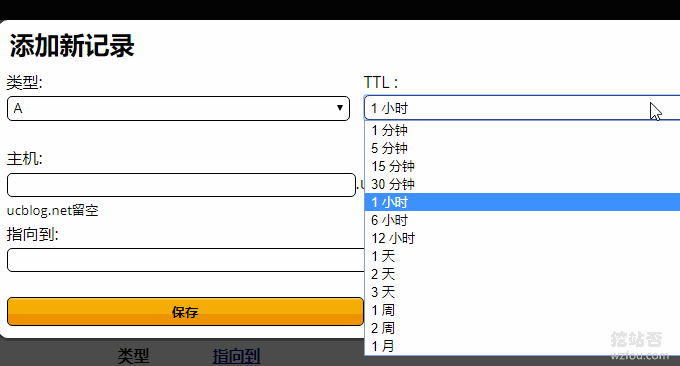 添加新记录
类型:
A
TTL :
1 小时
1 分钟
5 分钟
15 分钟
30 分钟
1 小时
6 小时
12 小时
1 天
2 天
3 天
1 周
2 周
1 月
主机:
.u
ucblog.net留空
指向到:
保存
类型 指向到
挖站否
wzfou.com